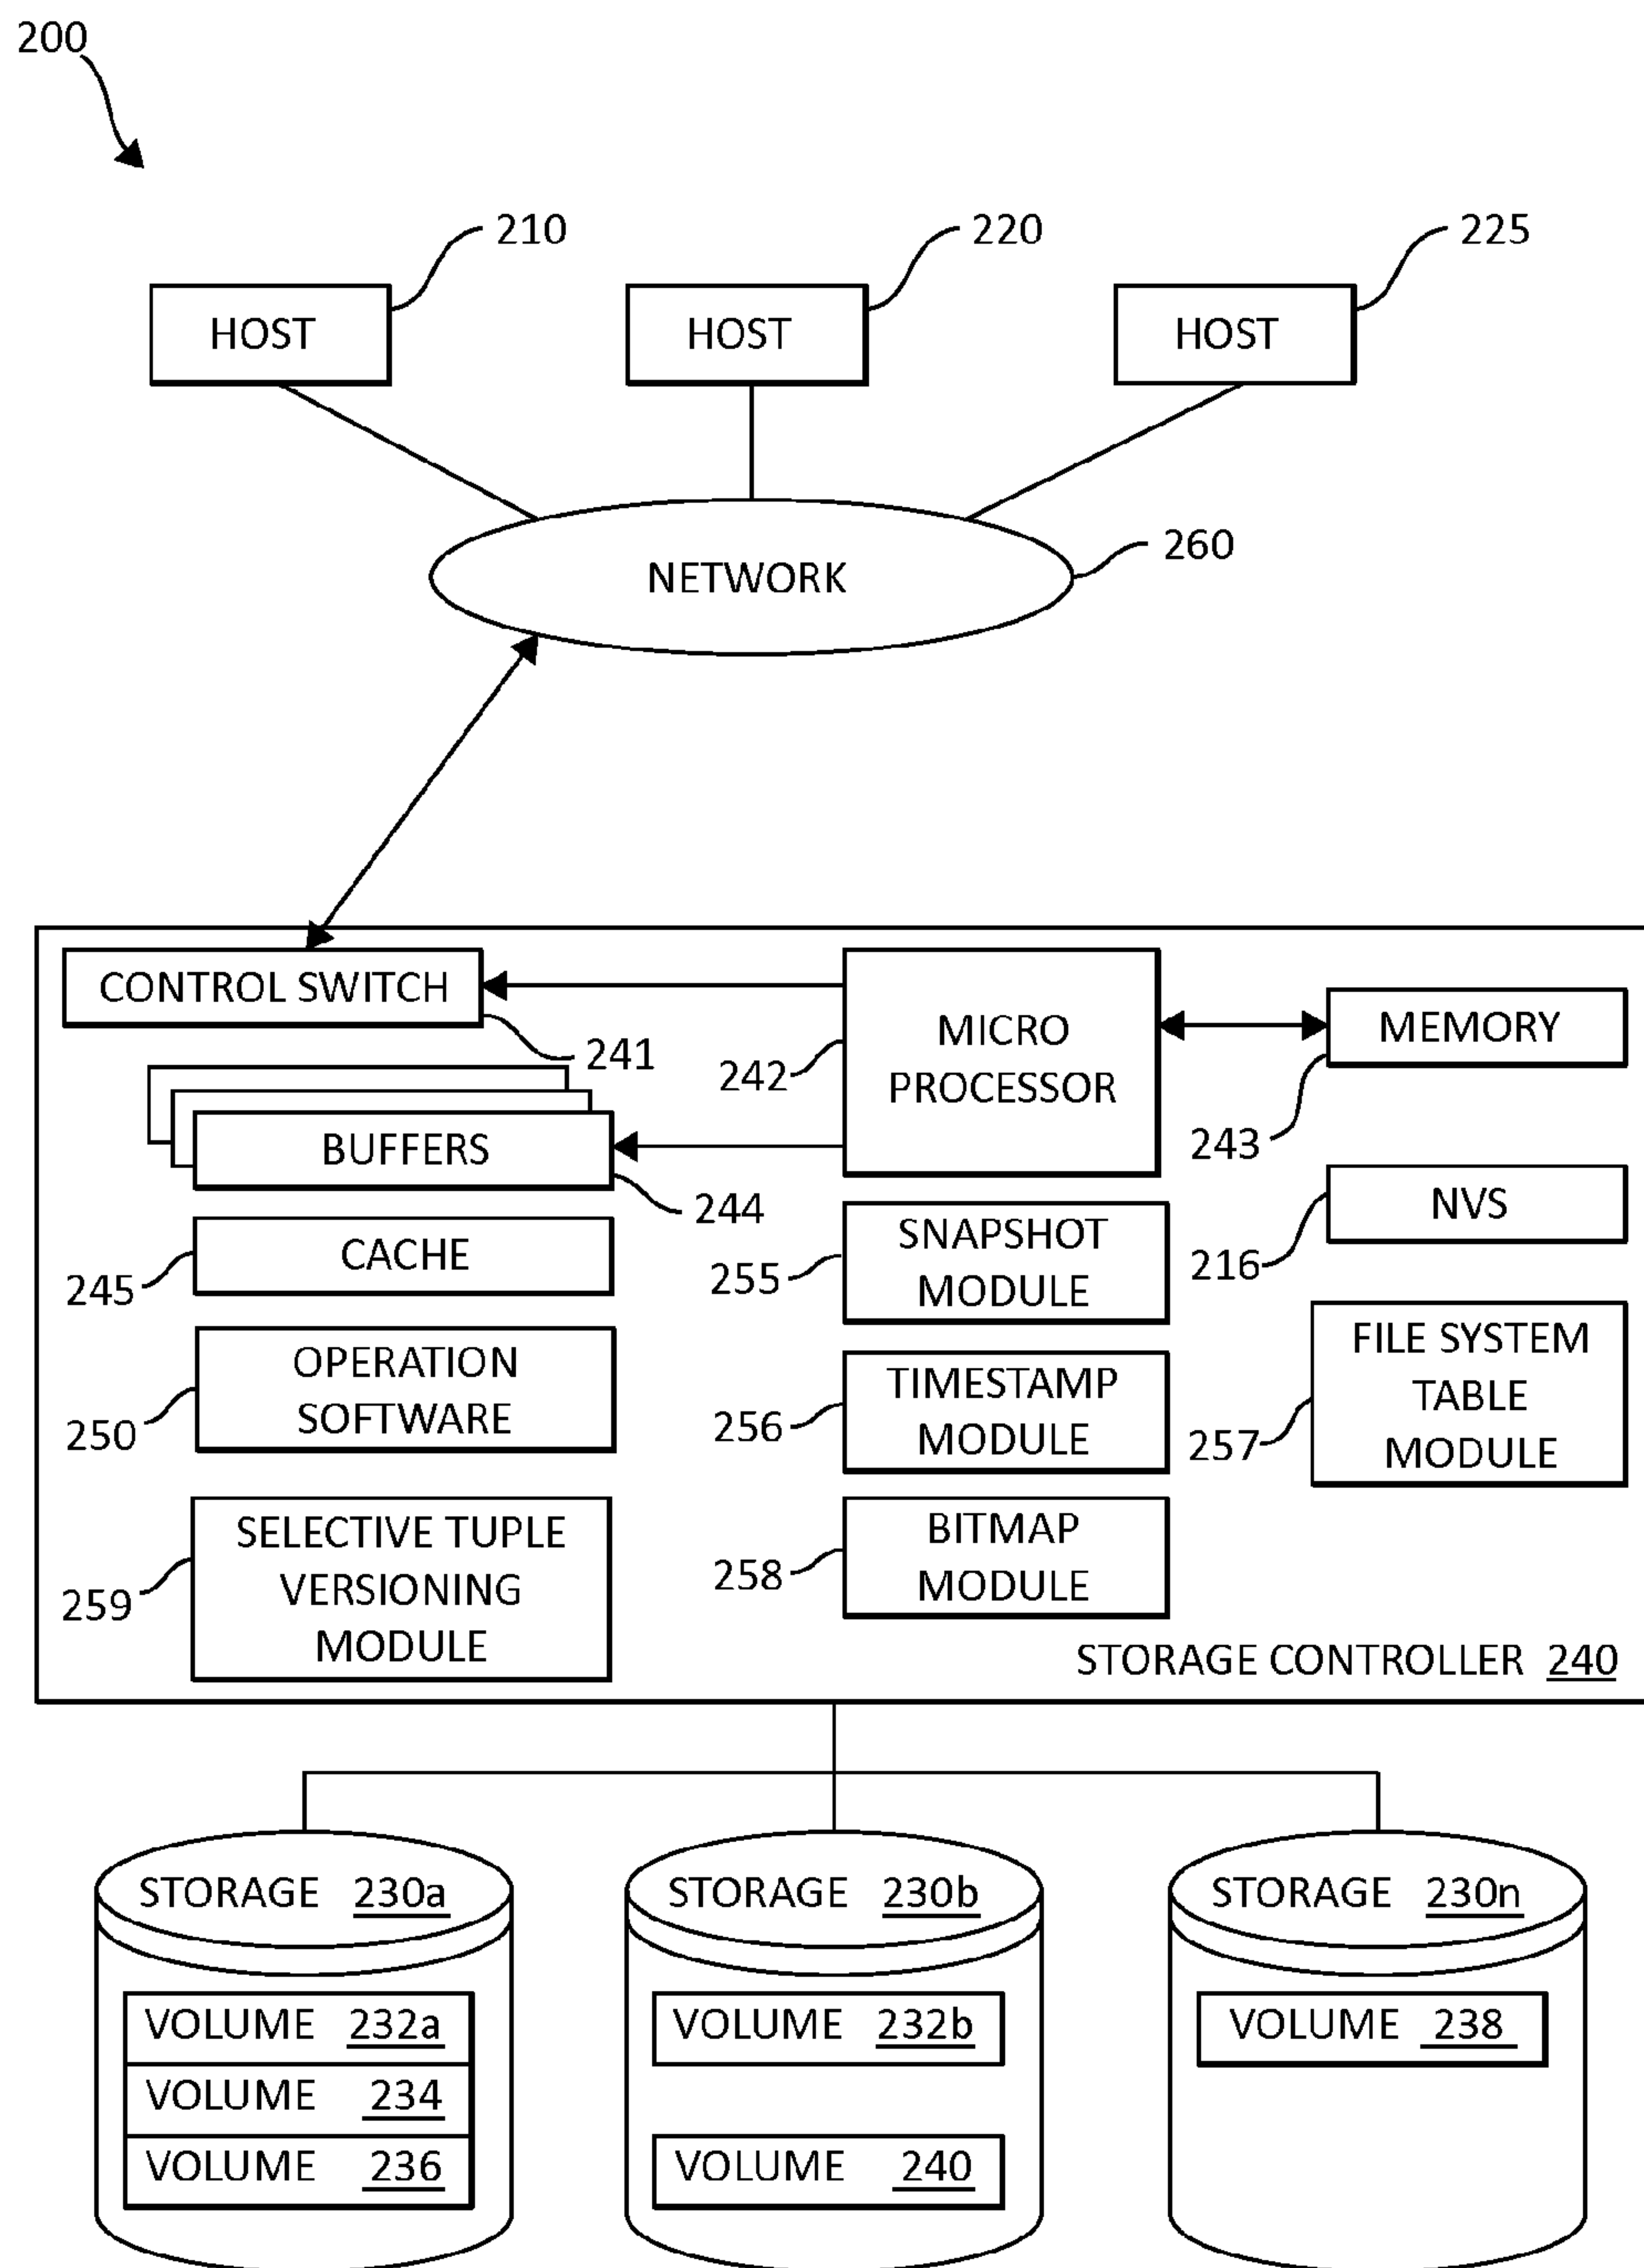 200
210
220
225
HOST
HOST
HOST
260
NETWORK
CONTROL SWITCH
241
MICRO
PROCESSOR
242
MEMORY
243
BUFFERS
244
NVS
216
CACHE
245
SNAPSHOT
MODULE
255
OPERATION
SOFTWARE
250
TIMESTAMP
MODULE
256
FILE SYSTEM
TABLE
MODULE
257
SELECTIVE TUPLE
VERSIONING
MODULE
259
BITMAP
MODULE
258
STORAGE CONTROLLER 240
STORAGE 230a
VOLUME 232a
VOLUME 234
VOLUME 236
STORAGE 230b
VOLUME 232b
VOLUME 240
STORAGE 230n
VOLUME 238